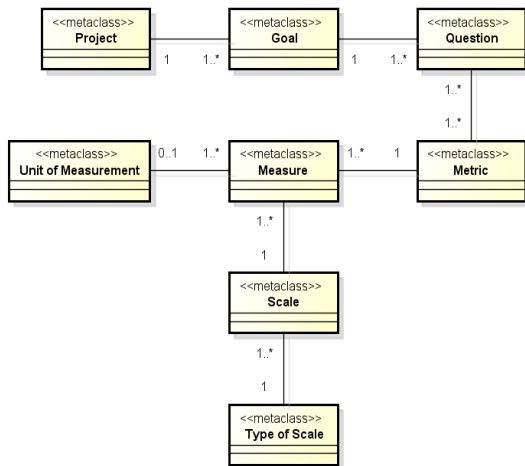 <<metaclass>> <<metaclass>> <<metaclass>>
Project Goal Question
1 1..* 1 1..*
1..*
1..*
<<metaclass>> 0..1 1..* <<metaclass>> 1..* 1 <<metaclass>>
Unit of Measurement Measure Metric
1..*
1
<<metaclass>>
Scale
1..*
1
<<metaclass>>
Type of Scale